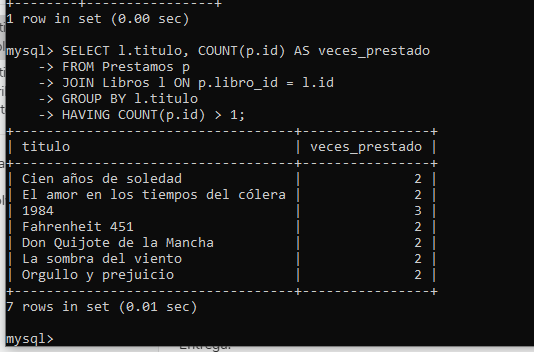 +--------+---------------+
1 row in set (0.00 sec)
mysql> SELECT l.titulo, COUNT(p.id) AS veces_prestado
    -> FROM Prestamos p
    -> JOIN Libros l ON p.libro_id = l.id
    -> GROUP BY l.titulo
    -> HAVING COUNT(p.id) > 1;
+-----------------------------------+----------------+
| titulo                            | veces_prestado |
+-----------------------------------+----------------+
| Cien años de soledad              |              2 |
| El amor en los tiempos del cólera |              2 |
| 1984                              |              3 |
| Fahrenheit 451                    |              2 |
| Don Quijote de la Mancha          |              2 |
| La sombra del viento              |              2 |
| Orgullo y prejuicio               |              2 |
+-----------------------------------+----------------+
7 rows in set (0.01 sec)
mysql>
Entrega: